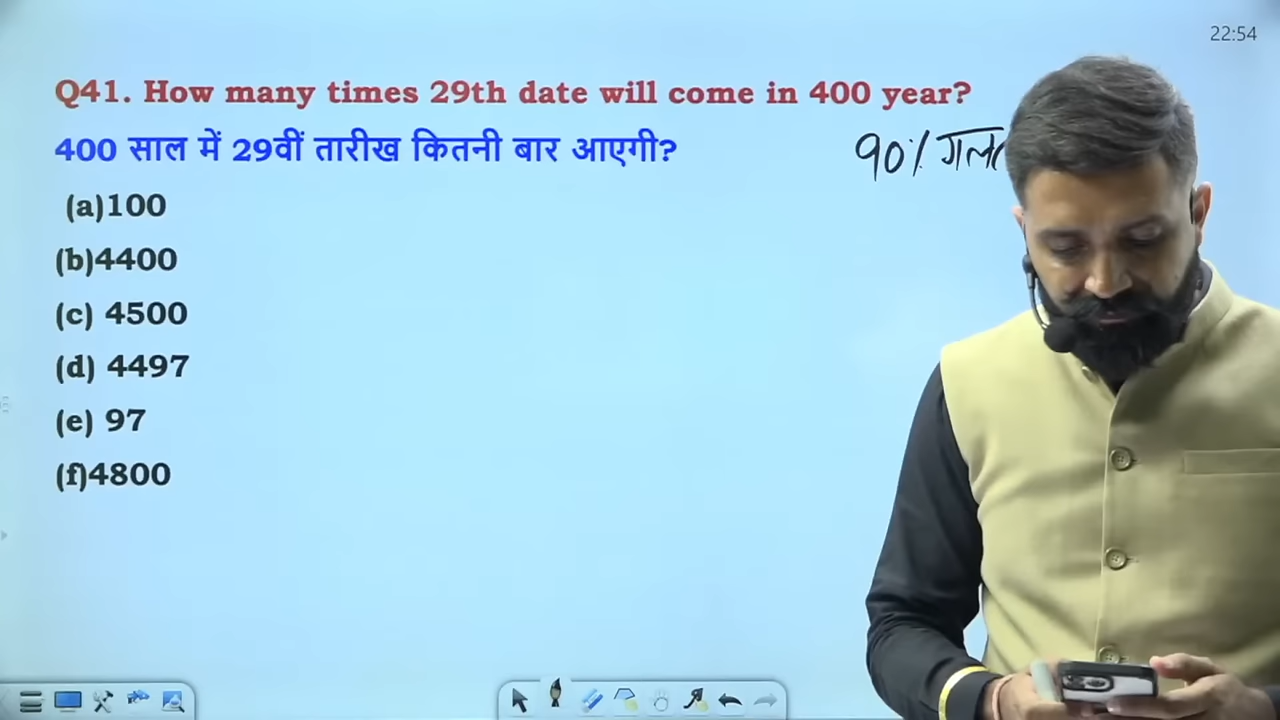 22:54
Q41. How many times 29th date will come in 400 year?
400 साल में 29वीं तारीख कितनी बार आएगी?
90%
(a)100
(b)4400
(c) 4500
(d) 4497
(e) 97
(f)4800